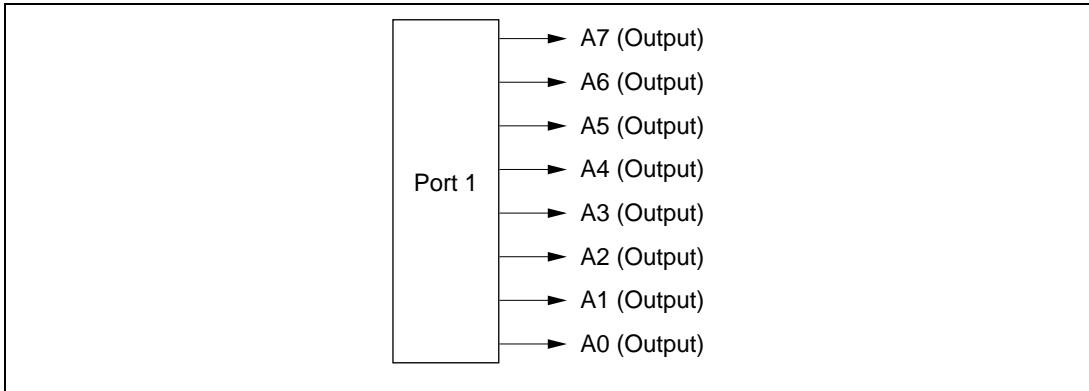 A7 (Output)
A6 (Output)
A5 (Output)
A4 (Output)
Port 1
A3 (Output)
A2 (Output)
A1 (Output)
A0 (Output)